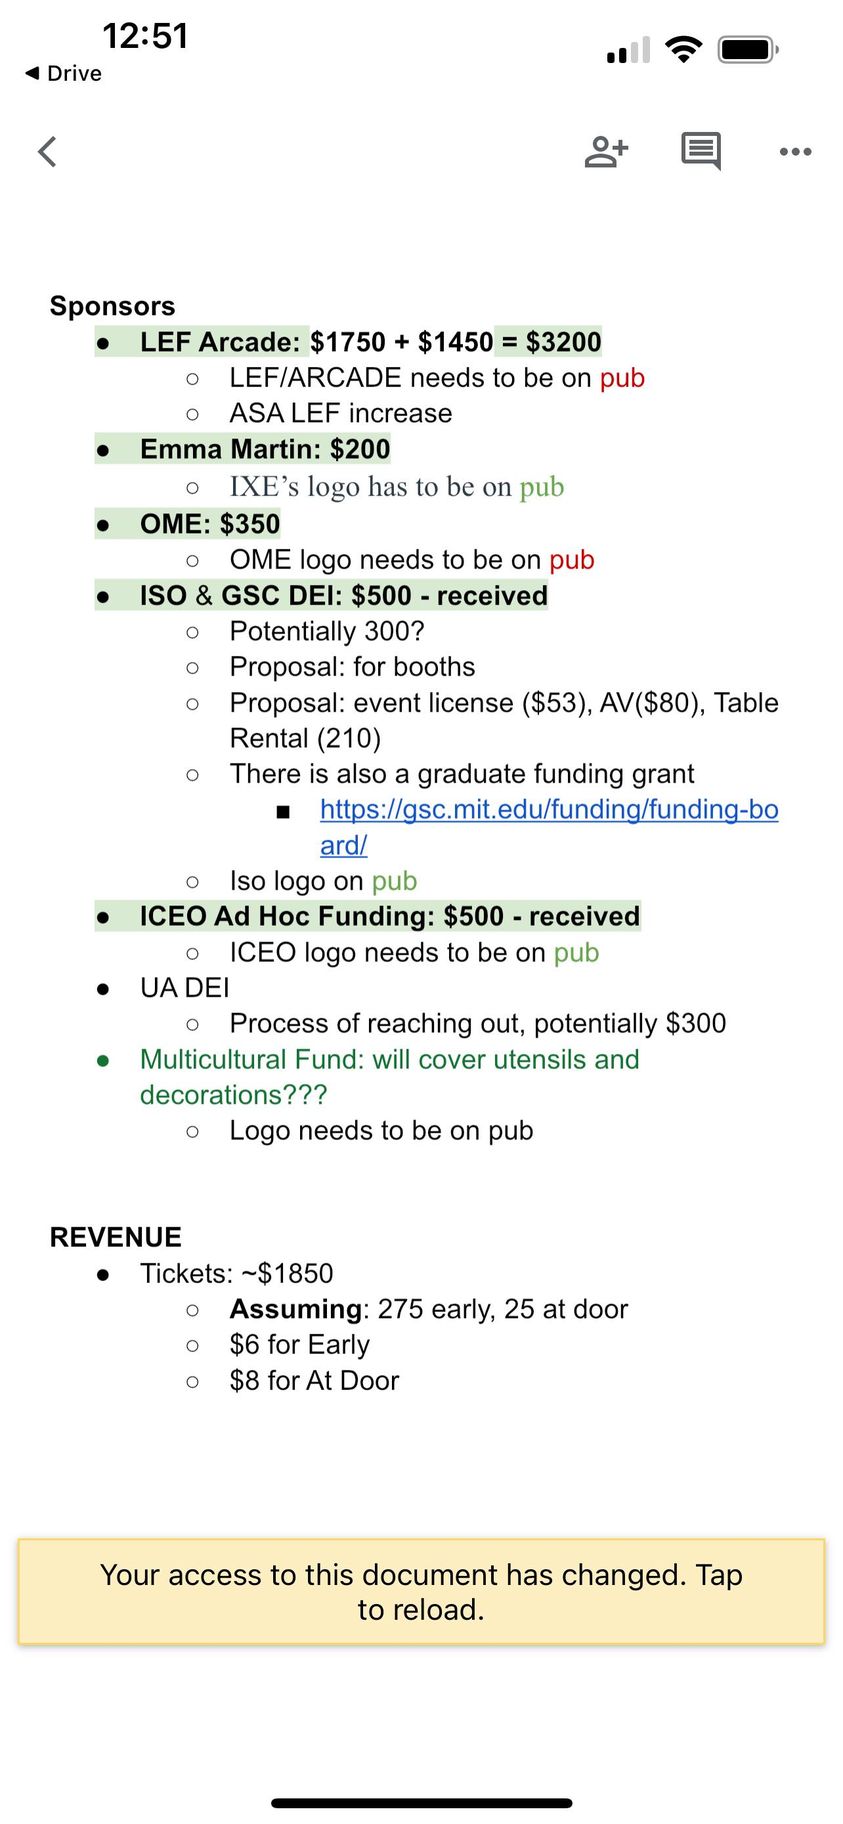 12:51
◀ Drive
Sponsors
● LEF Arcade: $1750 + $1450 = $3200
○ LEF/ARCADE needs to be on pub
○ ASA LEF increase
● Emma Martin: $200
○ IXE’s logo has to be on pub
● OME: $350
○ OME logo needs to be on pub
● ISO & GSC DEI: $500 - received
○ Potentially 300?
○ Proposal: for booths
○ Proposal: event license ($53), AV($80), Table
Rental (210)
○ There is also a graduate funding grant
■ https://gsc.mit.edu/funding/funding-bo
ard/
○ Iso logo on pub
● ICEO Ad Hoc Funding: $500 - received
○ ICEO logo needs to be on pub
● UA DEI
○ Process of reaching out, potentially $300
● Multicultural Fund: will cover utensils and
decorations???
○ Logo needs to be on pub
REVENUE
● Tickets: ~$1850
○ Assuming: 275 early, 25 at door
○ $6 for Early
○ $8 for At Door
Your access to this document has changed. Tap
to reload.